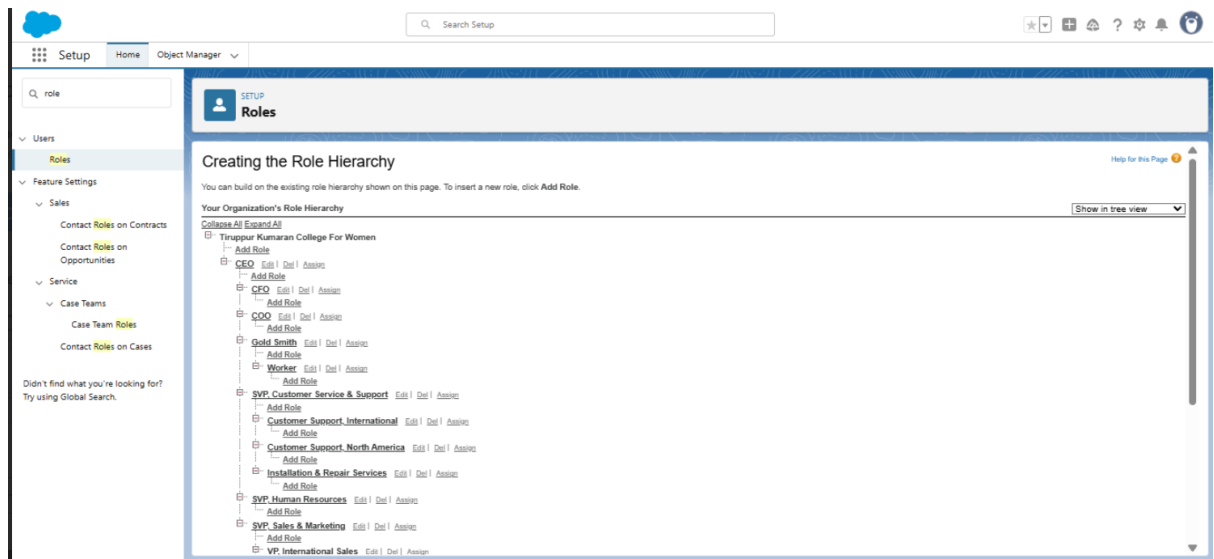 Search Setup
Setup Home Object Manager
role
Users
Roles
Feature Settings
Sales
Contact Roles on Contracts
Contact Roles on
Opportunities
Service
Case Teams
Case Team Roles
Contact Roles on Cases
Didn't find what you're looking for?
Try using Global Search.
SETUP
Roles
Creating the Role Hierarchy
Help for this Page
You can build on the existing role hierarchy shown on this page. To insert a new role, click Add Role.
Your Organization's Role Hierarchy
Show in tree view
Collapse All Expand All
Tiruppur Kumaran College For Women
Add Role
CEO Edit | Del | Assign
Add Role
CFO Edit | Del | Assign
Add Role
COO Edit | Del | Assign
Add Role
Gold Smith Edit | Del | Assign
Add Role
Worker Edit | Del | Assign
Add Role
SVP, Customer Service & Support Edit | Del | Assign
Add Role
Customer Support, International Edit | Del | Assign
Add Role
Customer Support, North America Edit | Del | Assign
Add Role
Installation & Repair Services Edit | Del | Assign
Add Role
SVP, Human Resources Edit | Del | Assign
Add Role
SVP, Sales & Marketing Edit | Del | Assign
Add Role
VP, International Sales Edit | Del | Assign